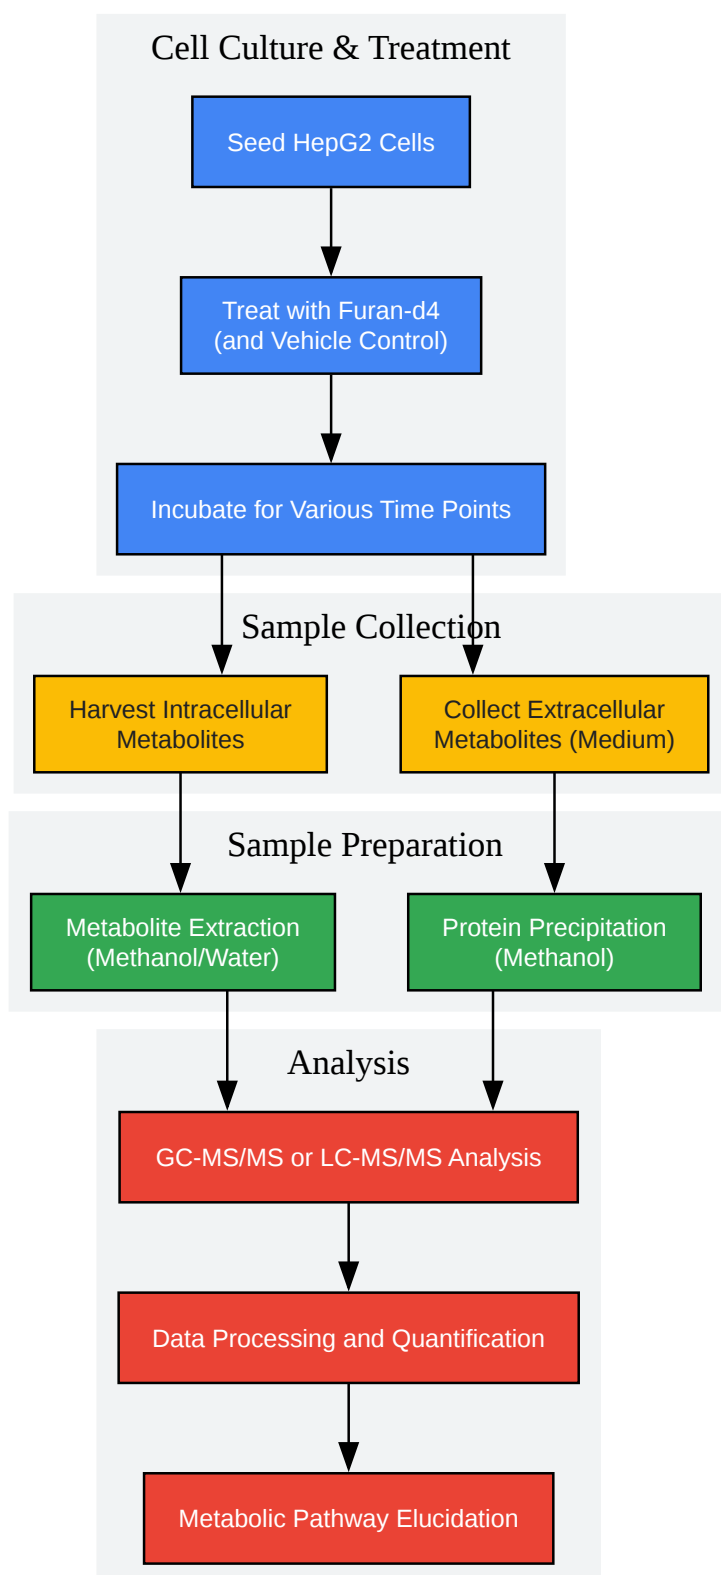 Cell Culture & Treatment
Seed HepG2 Cells
Treat with Furan-d4
(and Vehicle Control)
Incubate for Various Time Points
Sample Collection
Harvest Intracellular
Metabolites
Collect Extracellular
Metabolites (Medium)
Sample Preparation
Metabolite Extraction
(Methanol/Water)
Protein Precipitation
(Methanol)
Analysis
GC-MS/MS or LC-MS/MS Analysis
Data Processing and Quantification
Metabolic Pathway Elucidation